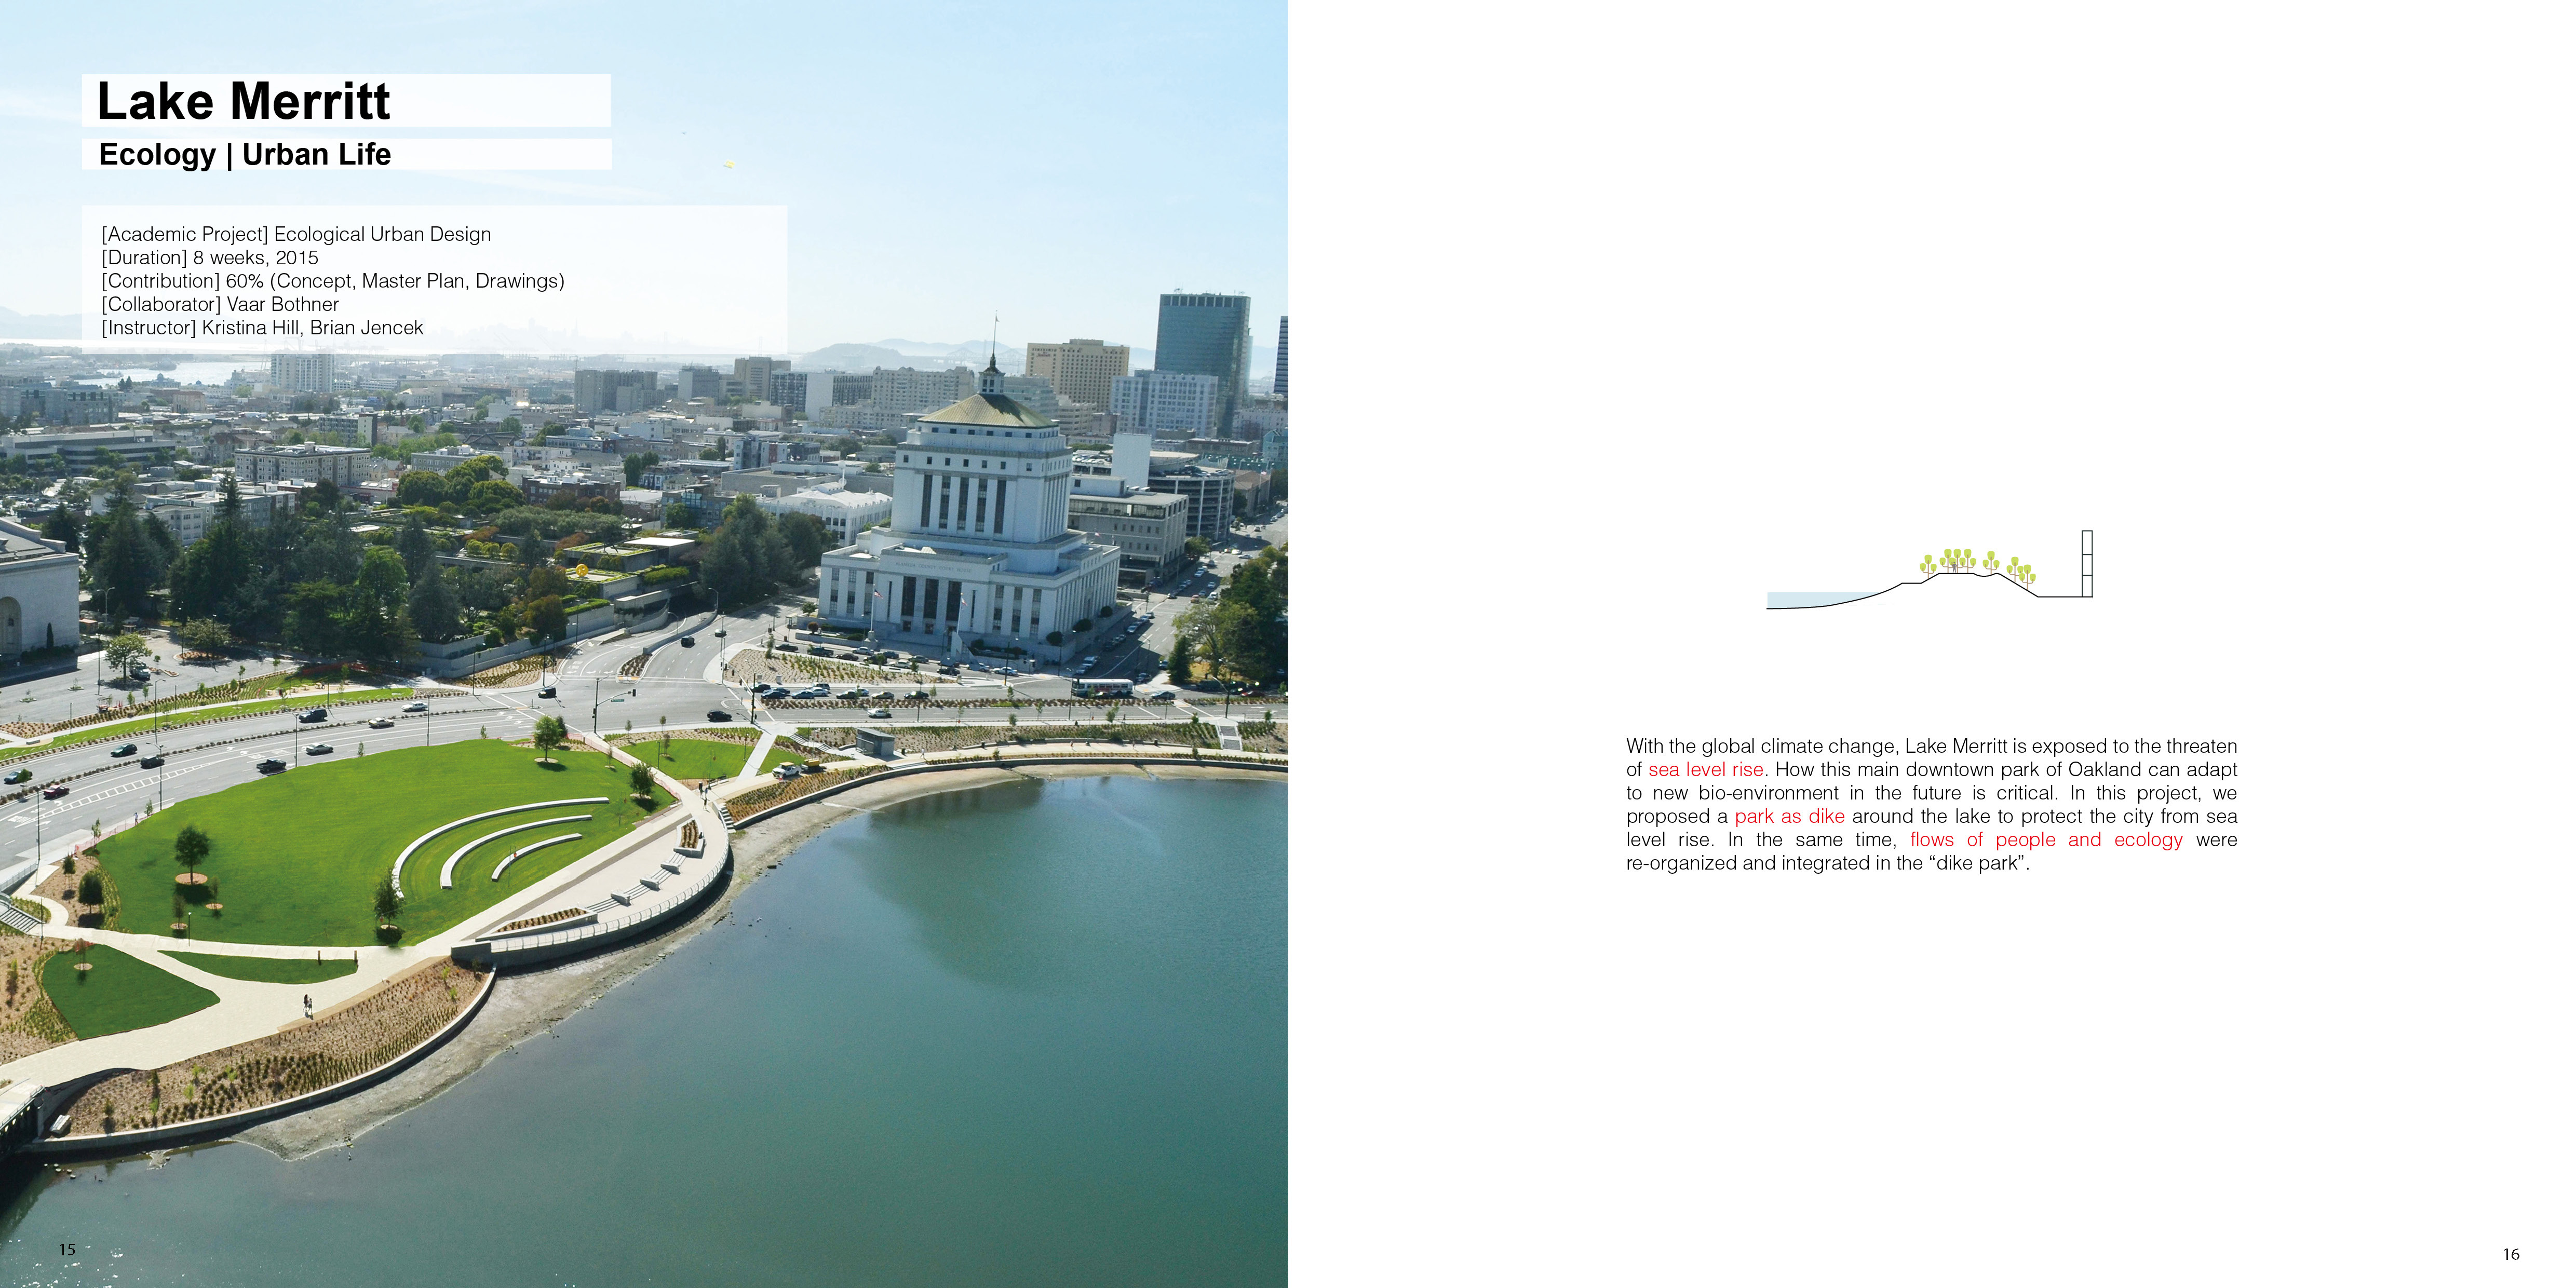 Lake Merritt
Ecology | Urban Life
[Academic Project] Ecological Urban Design
[Duration] 8 weeks, 2015
[Contribution] 60% (Concept, Master Plan, Drawings)
[Collaborator] Vaar Bothner
[Instructor] Kristina Hill, Brian Jencek
15
With the global climate change, Lake Merritt is exposed to the threaten
of sea level rise. How this main downtown park of Oakland can adapt
to new bio-environment in the future is critical. In this project, we
proposed a park as dike around the lake to protect the city from sea
level rise. In the same time, flows of people and ecology were
re-organized and integrated in the “dike park”.
16